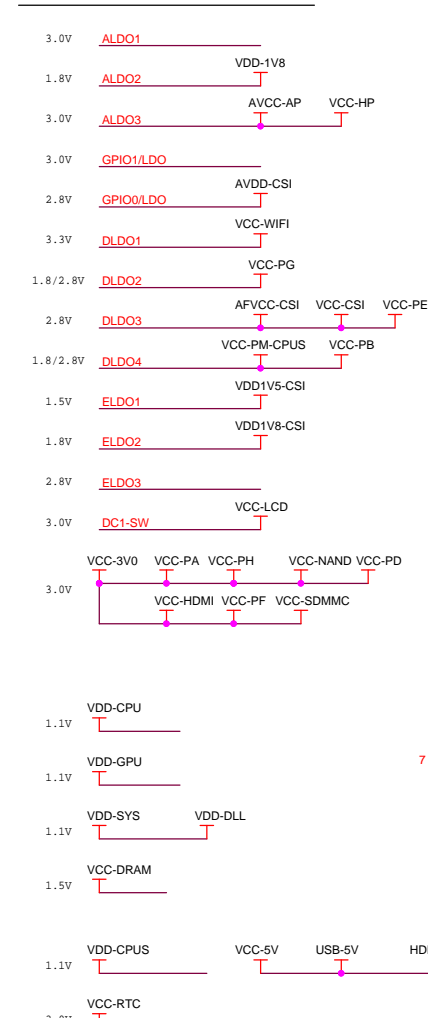 3.0V ALDO1
VDD-1V8
1.8V ALDO2
AVCC-AP VCC-HP
3.0V ALDO3
3.0V GPIO1/LDO
AVDD-CSI
2.8V GPIO0/LDO
VCC-WIFI
3.3V DLDO1
VCC-PG
1.8/2.8V DLDO2
AFVCC-CSI VCC-CSI VCC-PE
2.8V DLDO3
VCC-PM-CPUS VCC-PB
1.8/2.8V DLDO4
VDD1V5-CSI
1.5V ELDO1
VDD1V8-CSI
1.8V ELDO2
2.8V ELDO3
VCC-LCD
3.0V DC1-SW
VCC-3V0 VCC-PA VCC-PH VCC-NAND VCC-PD
3.0V
VCC-HDMI VCC-PF VCC-SDMMC
VDD-CPU
1.1V
VDD-GPU 7
1.1V
VDD-SYS VDD-DLL
1.1V
VCC-DRAM
1.5V
VDD-CPUS VCC-5V USB-5V
1.1V
VCC-RTC